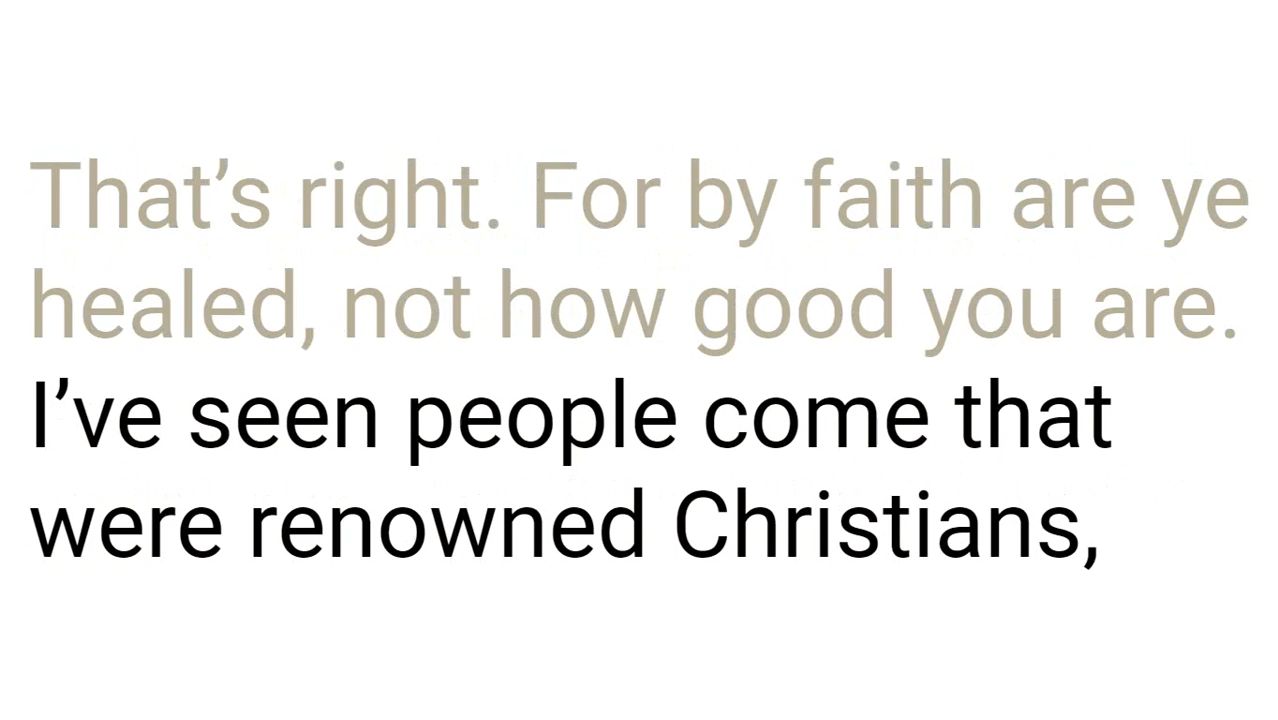 That’s right. For by faith are ye
healed, not how good you are.
I’ve seen people come that
were renowned Christians,